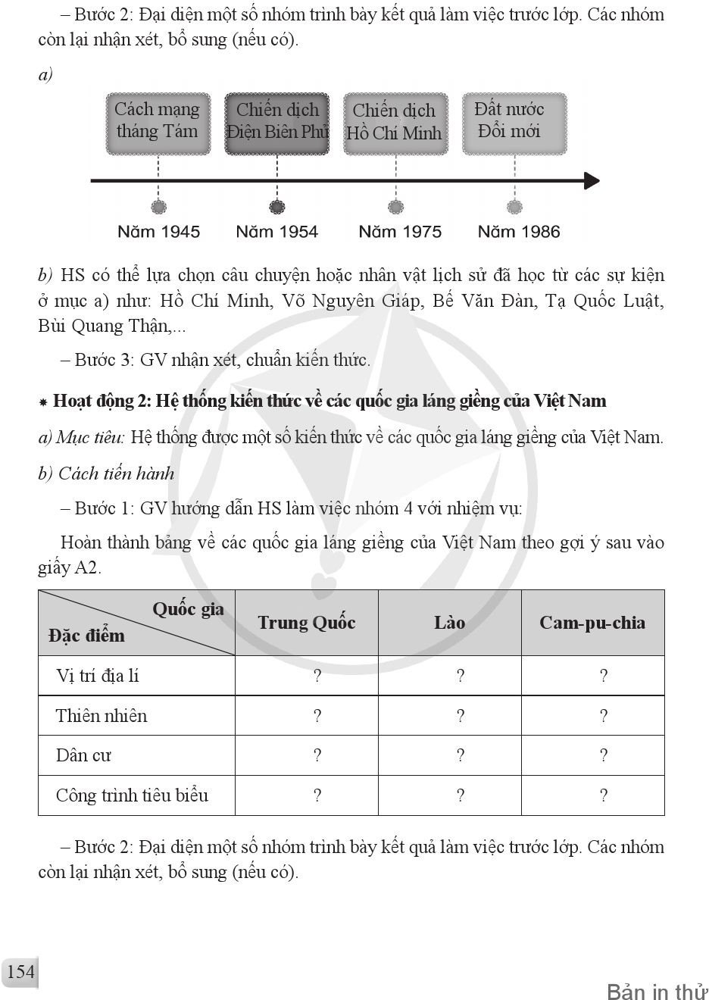 – Bước 2: Đại diện một số nhóm trình bày kết quả làm việc trước lớp. Các nhóm
còn lại nhận xét, bổ sung (nếu có).
a)
Cách mạng
tháng Tám
Chiến dịch
Điện Biên Phủ
Chiến dịch
Hồ Chí Minh
Đất nước
Đổi mới
Năm 1945
Năm 1954
Năm 1975
Năm 1986
b) HS có thể lựa chọn câu chuyện hoặc nhân vật lịch sử đã học từ các sự kiện
ở mục a) như: Hồ Chí Minh, Võ Nguyên Giáp, Bế Văn Đàn, Tạ Quốc Luật,
Bùi Quang Thận,...
– Bước 3: GV nhận xét, chuẩn kiến thức.
* Hoạt động 2: Hệ thống kiến thức về các quốc gia láng giềng của Việt Nam
a) Mục tiêu: Hệ thống được một số kiến thức về các quốc gia láng giềng của Việt Nam.
b) Cách tiến hành
– Bước 1: GV hướng dẫn HS làm việc nhóm 4 với nhiệm vụ:
Hoàn thành bảng về các quốc gia láng giềng của Việt Nam theo gợi ý sau vào
giấy A2.
Quốc gia
Đặc điểm
Trung Quốc
Lào
Cam-pu-chia
Vị trí địa lí ? ? ?
Thiên nhiên ? ? ?
Dân cư ? ? ?
Công trình tiêu biểu ? ? ?
– Bước 2: Đại diện một số nhóm trình bày kết quả làm việc trước lớp. Các nhóm
còn lại nhận xét, bổ sung (nếu có).
154
Bản in thử